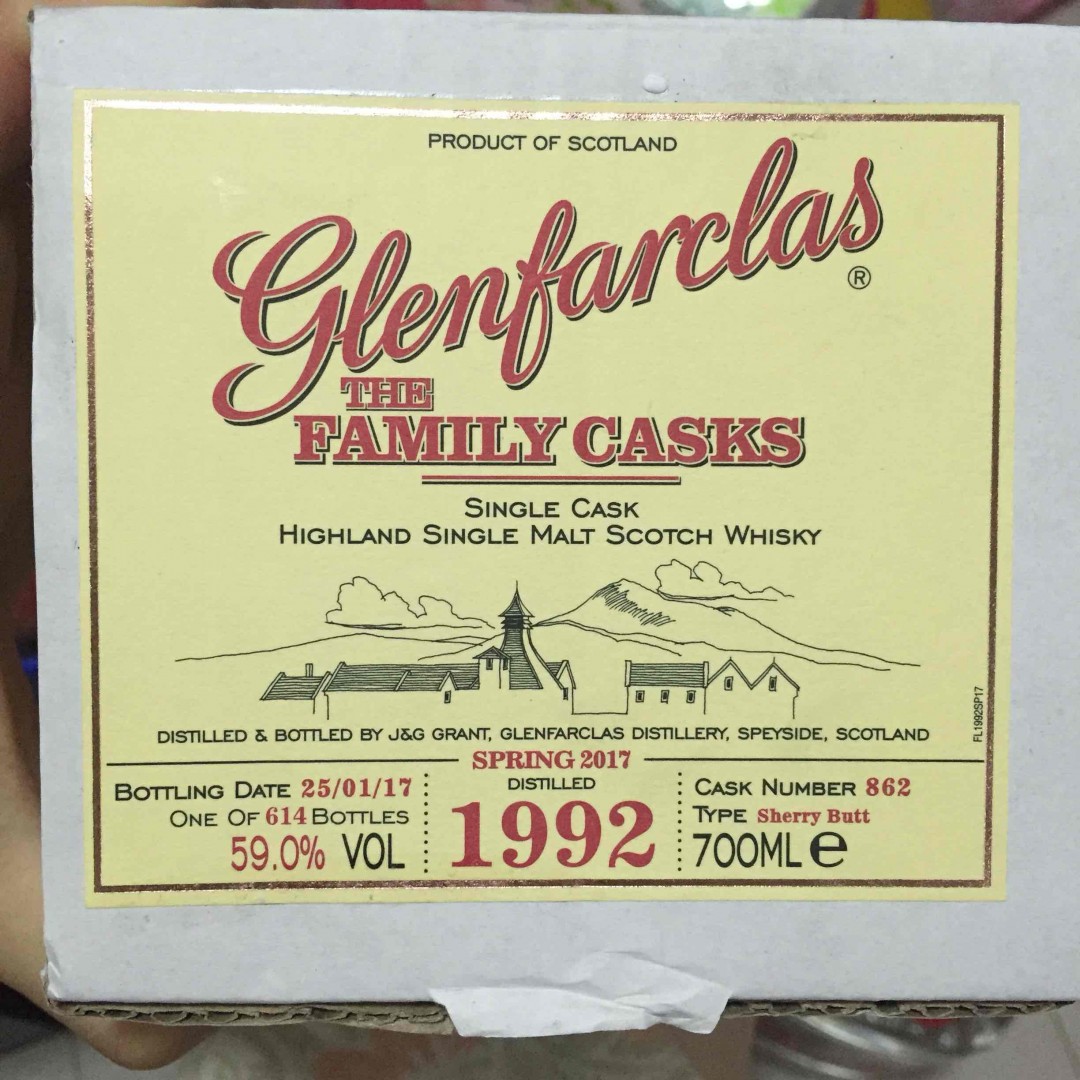 PRODUCT OF SCOTLAND
Glenfarclas®
THE
FAMILY CASKS
SINGLE CASK
HIGHLAND SINGLE MALT SCOTCH WHISKY
FL1992SP17
DISTILLED & BOTTLED BY J&G GRANT, GLENFARCLAS DISTILLERY, SPEYSIDE, SCOTLAND
SPRING 2017
BOTTLING DATE 25/01/17
ONE OF 614 BOTTLES
59.0% VOL
DISTILLED
1992
CASK NUMBER 862
TYPE Sherry Butt
700ML e